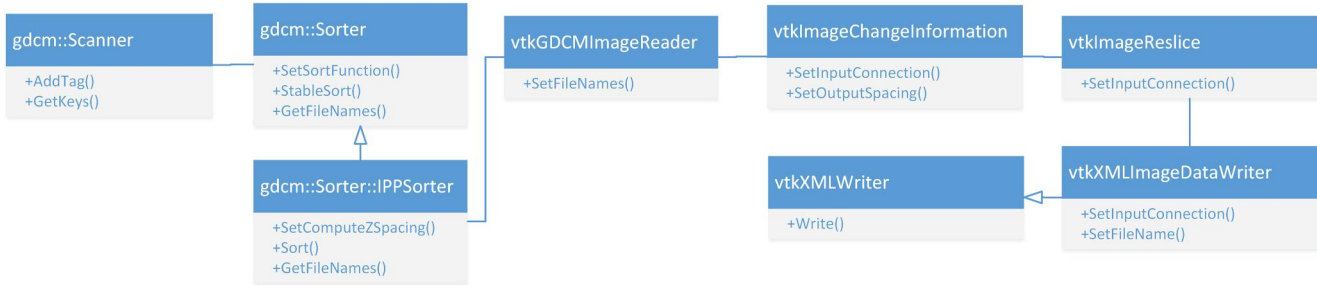 gdcm::Scanner
+AddTag()
+GetKeys()
gdcm::Sorter
+SetSortFunction()
+StableSort()
+GetFileNames()
gdcm::Sorter::IPPSorter
+SetComputeZSpacing()
+Sort()
+GetFileNames()
vtkGDCMImageReader
+SetFileNames()
vtkImageChangeInformation
+SetInputConnection()
+SetOutputSpacing()
vtkImageReslice
+SetInputConnection()
vtkXMLWriter
+Write()
vtkXMLImageDataWriter
+SetInputConnection()
+SetFileName()